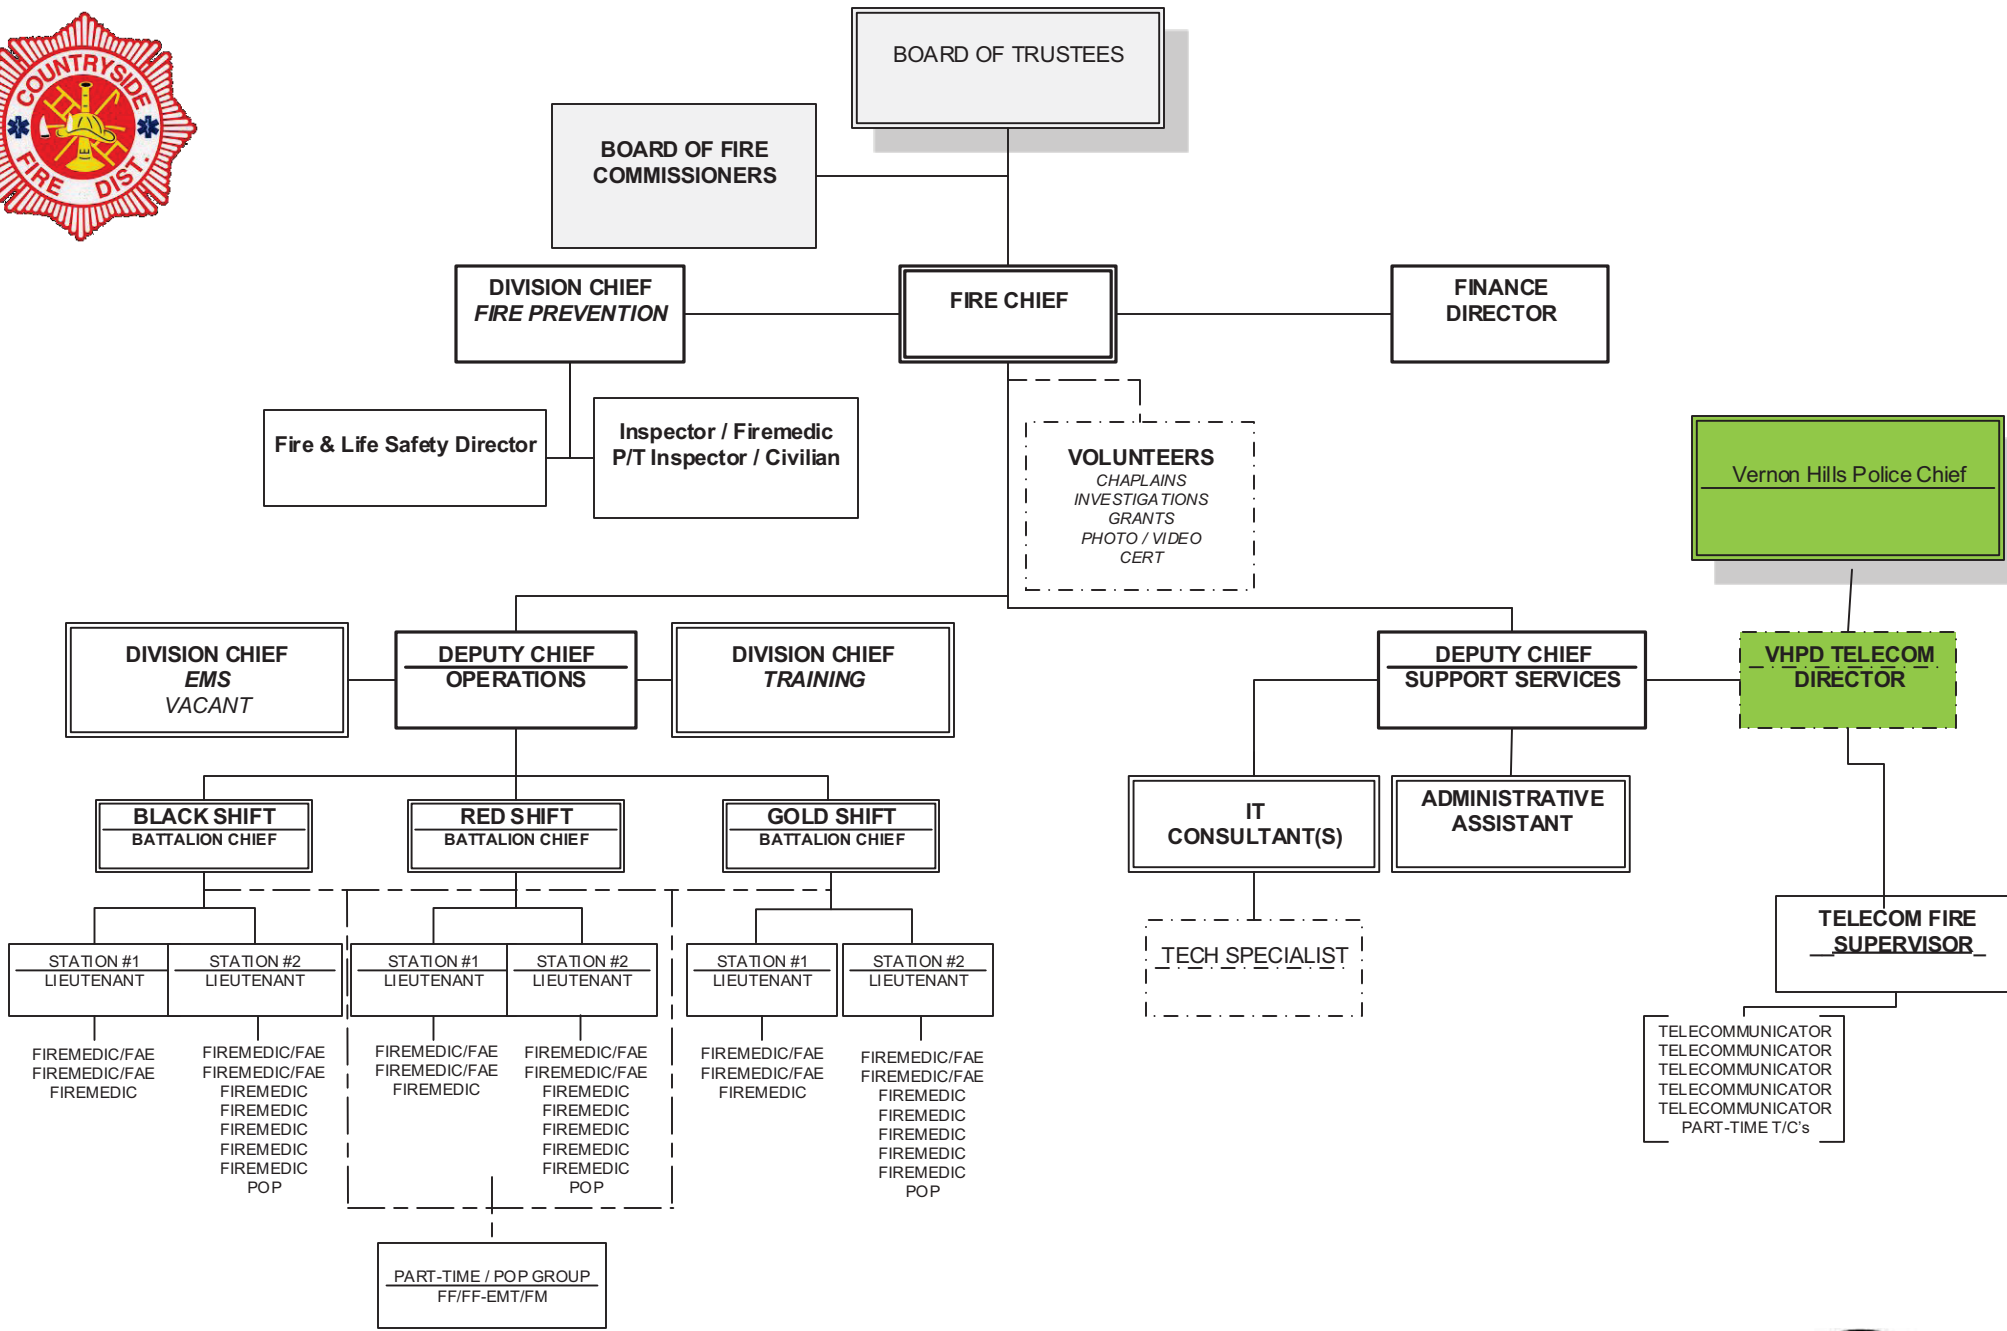 COUNTRYSIDE
FIRE DIST.
BOARD OF TRUSTEES
BOARD OF FIRE
COMMISSIONERS
DIVISION CHIEF
FIRE PREVENTION
FIRE CHIEF
FINANCE
DIRECTOR
Fire & Life Safety Director
Inspector / Firemedic
P/T Inspector / Civilian
VOLUNTEERS
CHAPLAINS
INVESTIGATIONS
GRANTS
PHOTO / VIDEO
CERT
Vernon Hills Police Chief
DIVISION CHIEF
EMS
VACANT
DEPUTY CHIEF
OPERATIONS
DIVISION CHIEF
TRAINING
DEPUTY CHIEF
SUPPORT SERVICES
VHPD TELECOM
DIRECTOR
BLACK SHIFT
BATTALION CHIEF
RED SHIFT
BATTALION CHIEF
GOLD SHIFT
BATTALION CHIEF
IT
CONSULTANT(S)
ADMINISTRATIVE
ASSISTANT
TECH SPECIALIST
TELECOM FIRE
SUPERVISOR
STATION #1
LIEUTENANT
STATION #2
LIEUTENANT
STATION #1
LIEUTENANT
STATION #2
LIEUTENANT
STATION #1
LIEUTENANT
STATION #2
LIEUTENANT
FIREMEDIC/FAE
FIREMEDIC/FAE
FIREMEDIC
FIREMEDIC/FAE
FIREMEDIC/FAE
FIREMEDIC
FIREMEDIC
FIREMEDIC
FIREMEDIC
FIREMEDIC
POP
FIREMEDIC/FAE
FIREMEDIC/FAE
FIREMEDIC
FIREMEDIC/FAE
FIREMEDIC/FAE
FIREMEDIC
FIREMEDIC
FIREMEDIC
FIREMEDIC
FIREMEDIC
POP
FIREMEDIC/FAE
FIREMEDIC/FAE
FIREMEDIC
FIREMEDIC/FAE
FIREMEDIC/FAE
FIREMEDIC
FIREMEDIC
FIREMEDIC
FIREMEDIC
FIREMEDIC
POP
TELECOMMUNICATOR
TELECOMMUNICATOR
TELECOMMUNICATOR
TELECOMMUNICATOR
TELECOMMUNICATOR
PART-TIME T/C's
PART-TIME / POP GROUP
FF/FF-EMT/FM